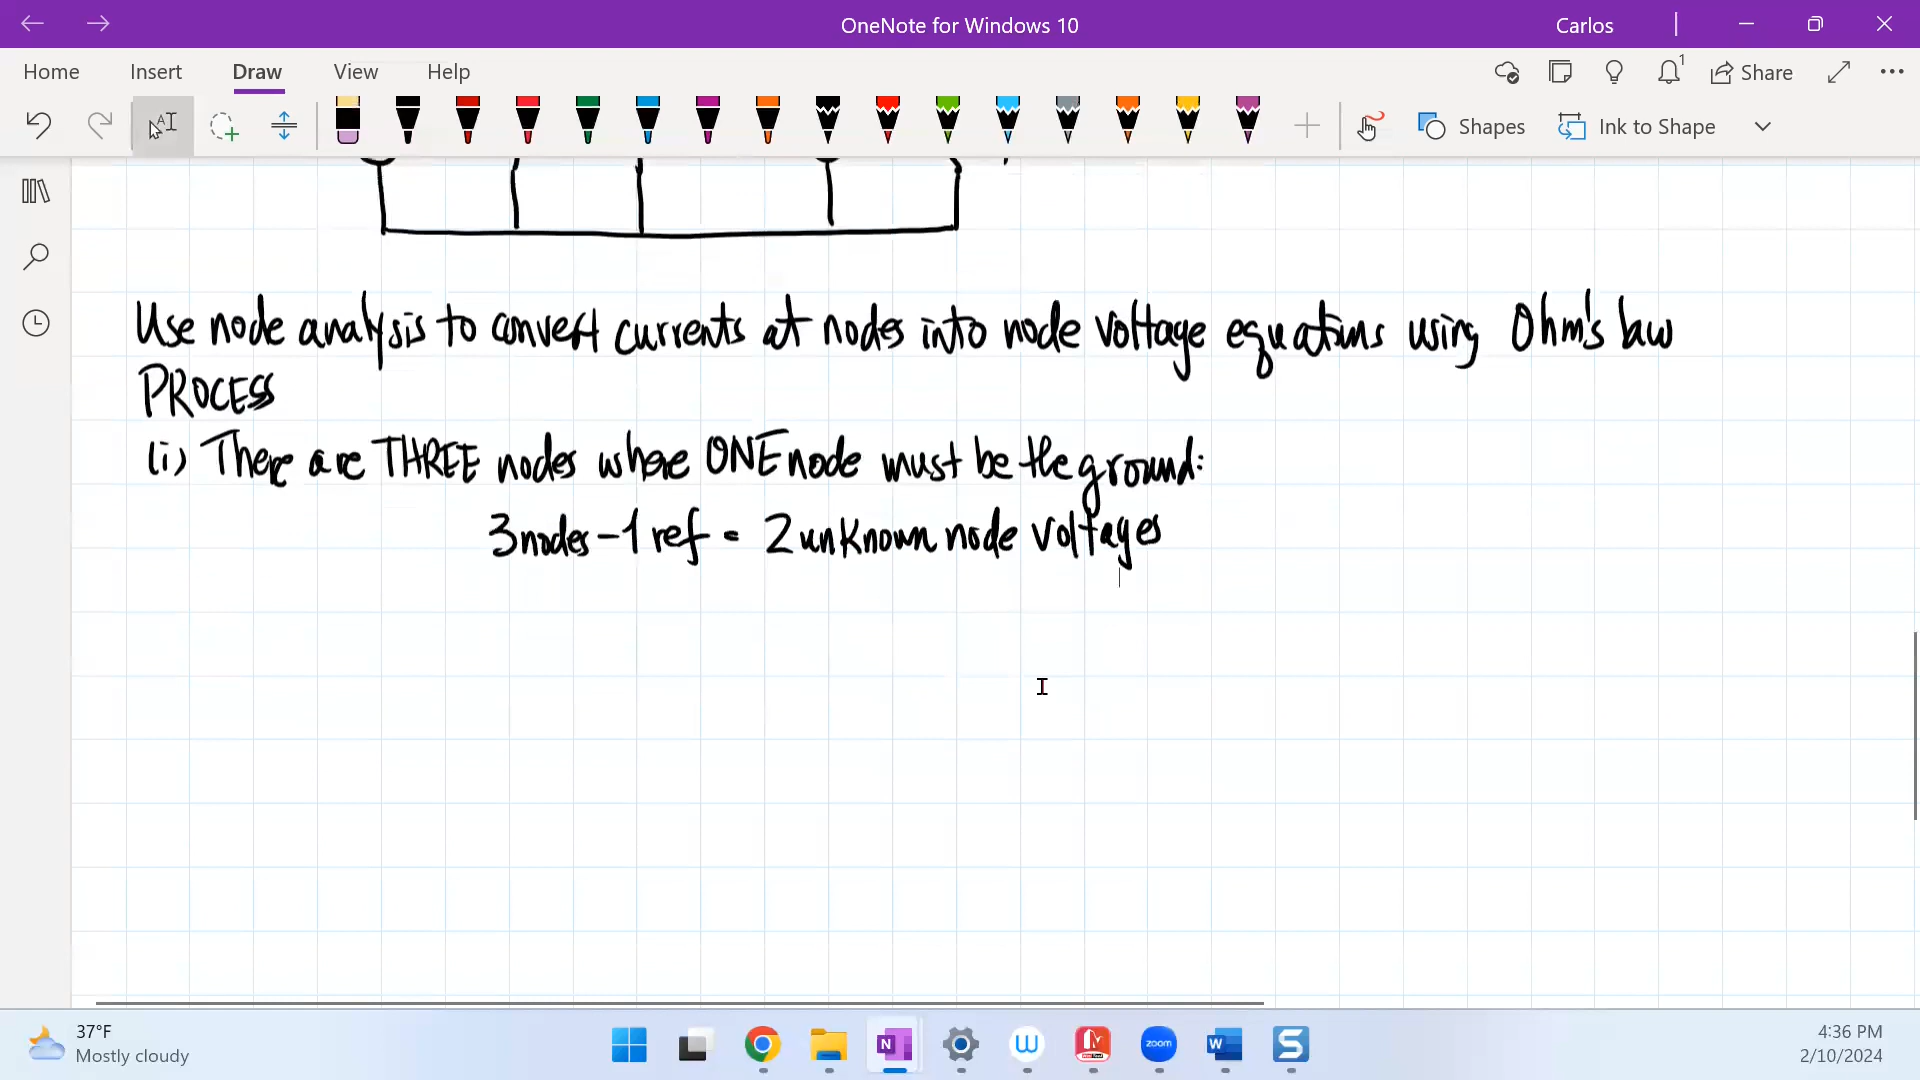 OneNote for Windows 10
Carlos
Home Insert Draw View Help
1
Share
Shapes
Ink to Shape
Use node analysis to convert currents at nodes into node voltage equations using Ohm's law
PROCESS
(i) There are THREE nodes where ONE node must be the ground:
3 nodes - 1 ref = 2 unknown node voltages
37°F
Mostly cloudy
zoom
4:36 PM
2/10/2024